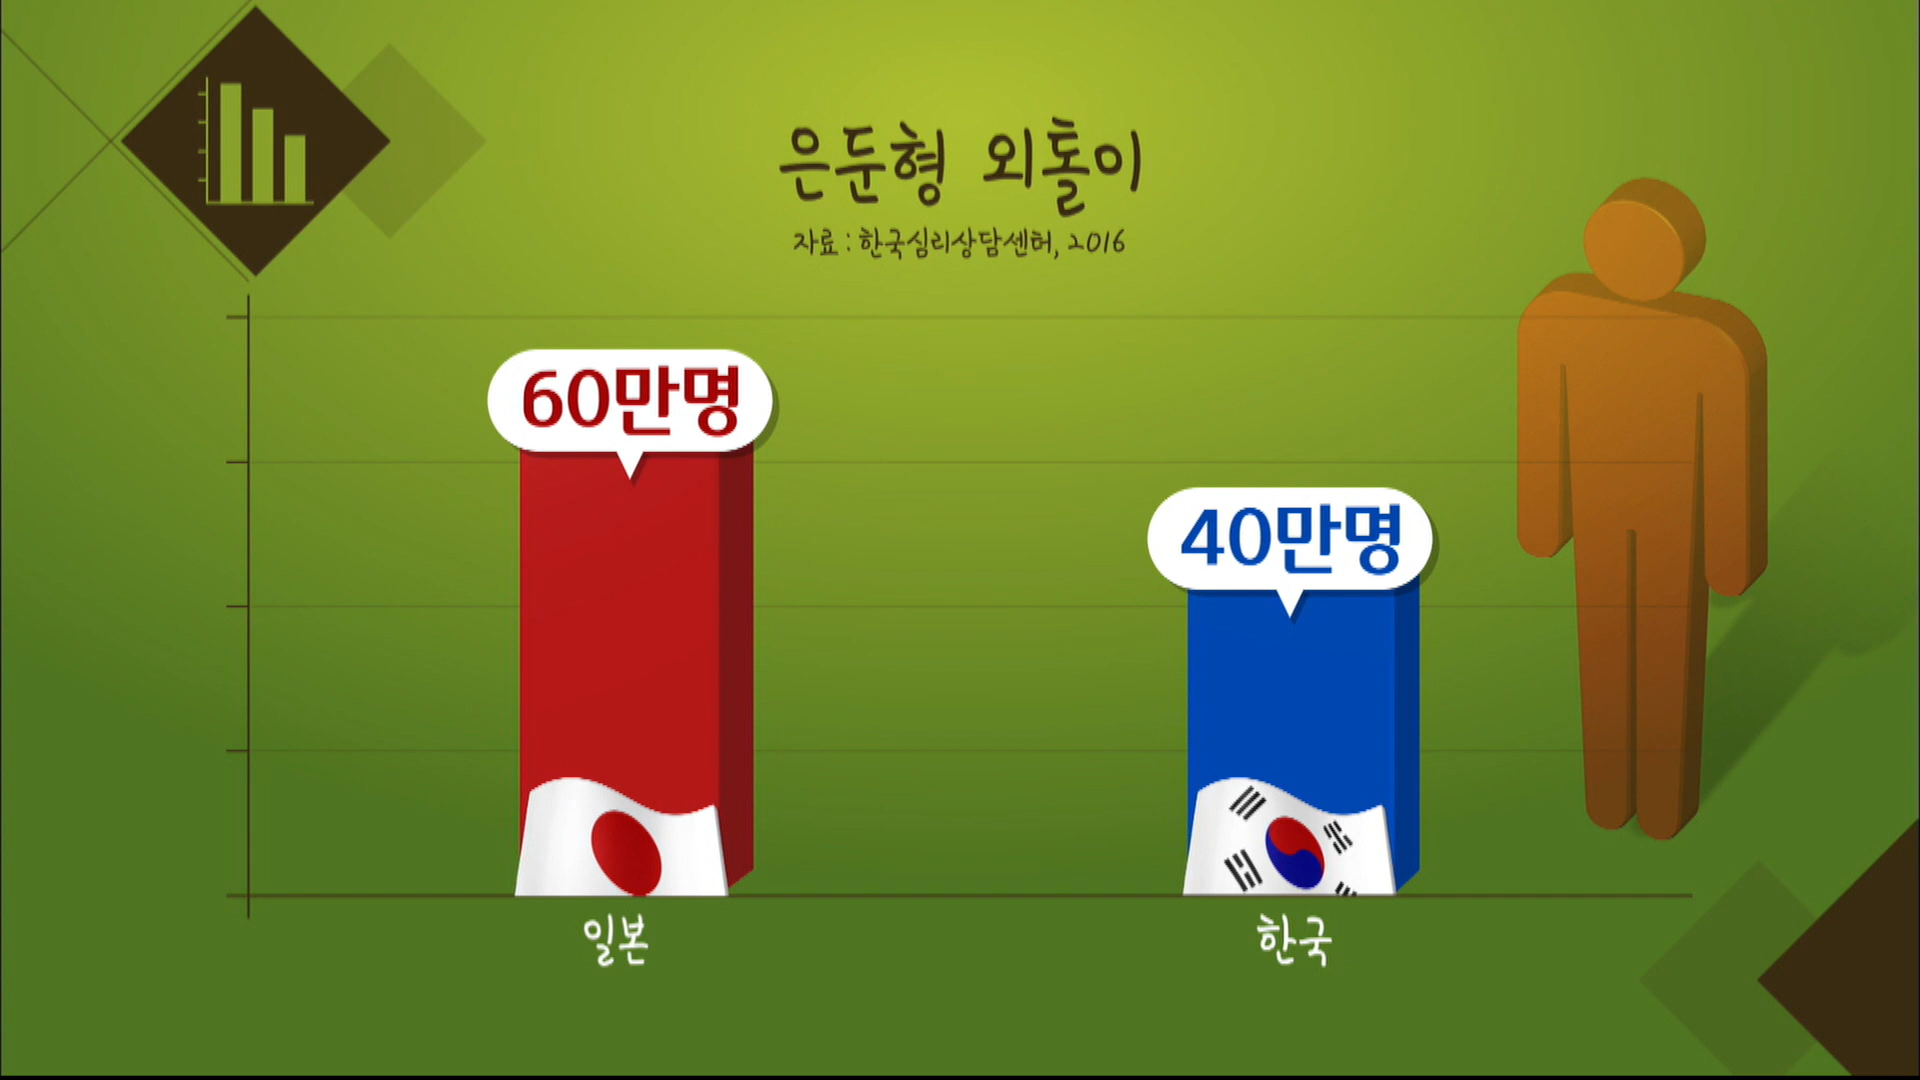 은둔형 외톨이
자료 : 한국심리상담센터, 2016
60만명
40만명
일본
한국